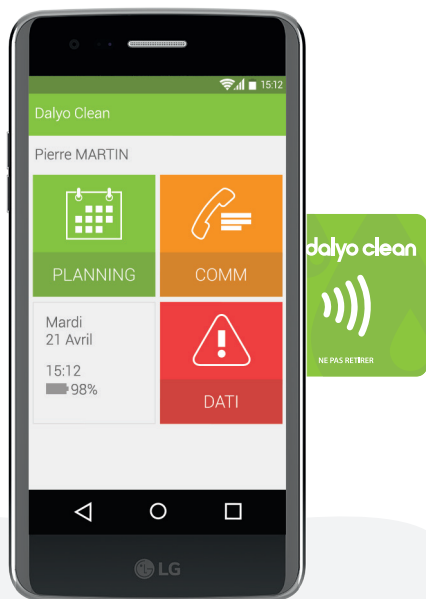 15:12
Dalyo Clean
Pierre MARTIN
PLANNING
COMM
Mardi
21 Avril
15:12
98%
DATI
LG
dalyo clean
NE PAS RETIRER